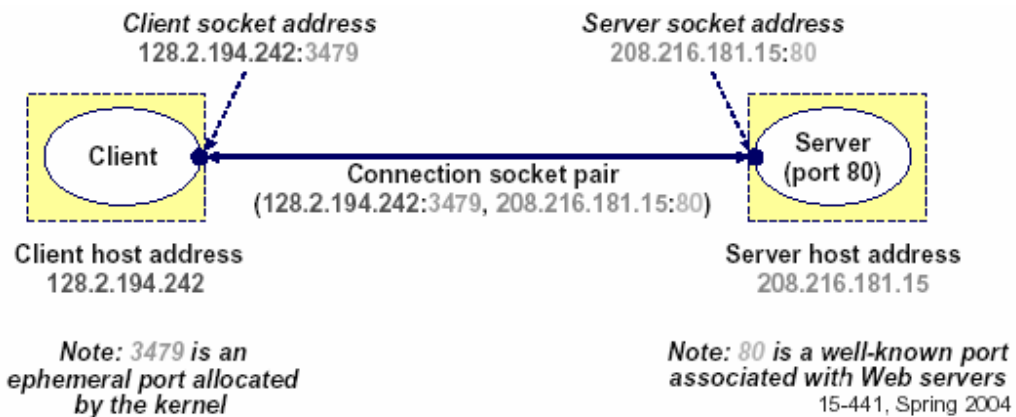 Client socket address
128.2.194.242:3479
Server socket address
208.216.181.15:80
Client
Server
(port 80)
Connection socket pair
(128.2.194.242:3479, 208.216.181.15:80)
Client host address
128.2.194.242
Server host address
208.216.181.15
Note: 3479 is an
ephemeral port allocated
by the kernel
Note: 80 is a well-known port
associated with Web servers
15-441, Spring 2004